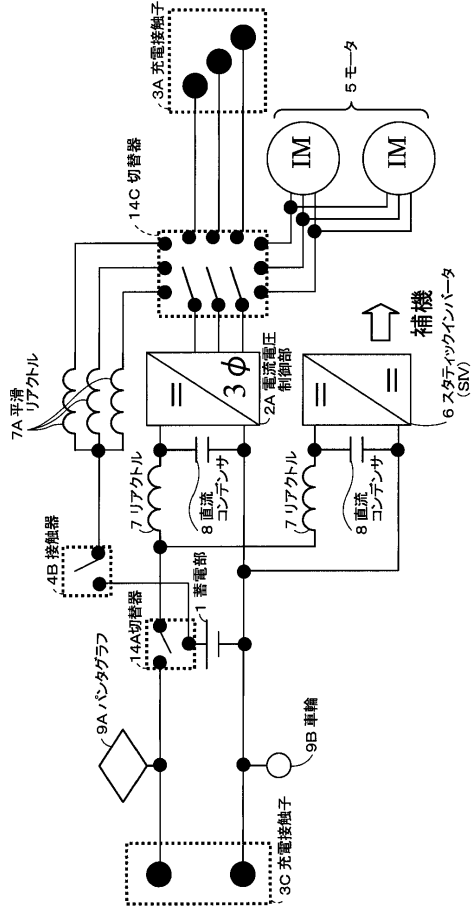 3A 充電接触子
14C 切替器
5 モータ
IM
IM
7A 平滑
リアクトル
=
3φ
2A 電流電圧
制御部
補機
=
=
6 スタティックインバータ
(SIV)
7 リアクトル
8 直流
コンデンサ
7 リアクトル
8 直流
コンデンサ
4B 接触器
14A切替器
1 蓄電部
9A パンタグラフ
9B 車輪
3C 充電接触子